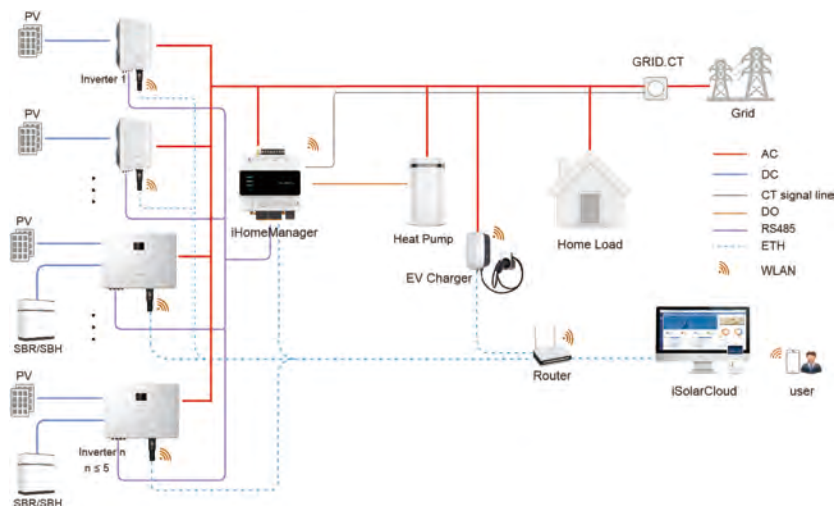 PV
Inverter 1
PV
PV
SBR/SBH
PV
Inverter n
n ≤ 5
SBR/SBH
iHomeManager
Heat Pump
EV Charger
Home Load
GRID.CT
Grid
AC
DC
CT signal line
DO
RS485
ETH
WLAN
Router
iSolarCloud
user